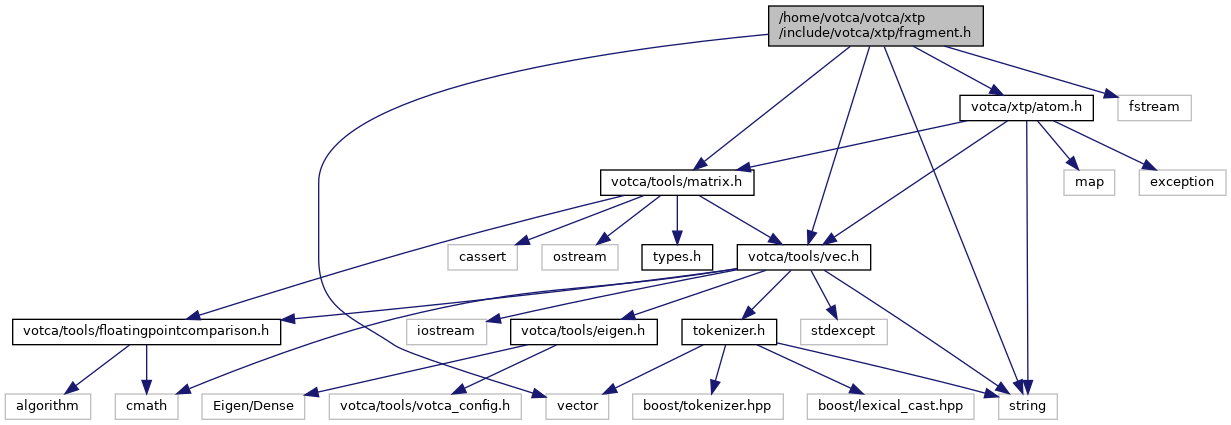 /home/votca/votca/xtp
/include/votca/xtp/fragment.h
votca/xtp/atom.h
fstream
votca/tools/matrix.h
map
exception
cassert
ostream
types.h
votca/tools/vec.h
votca/tools/floatingpointcomparison.h
iostream
votca/tools/eigen.h
tokenizer.h
stdexcept
algorithm
cmath
Eigen/Dense
votca/tools/votca_config.h
vector
boost/tokenizer.hpp
boost/lexical_cast.hpp
string